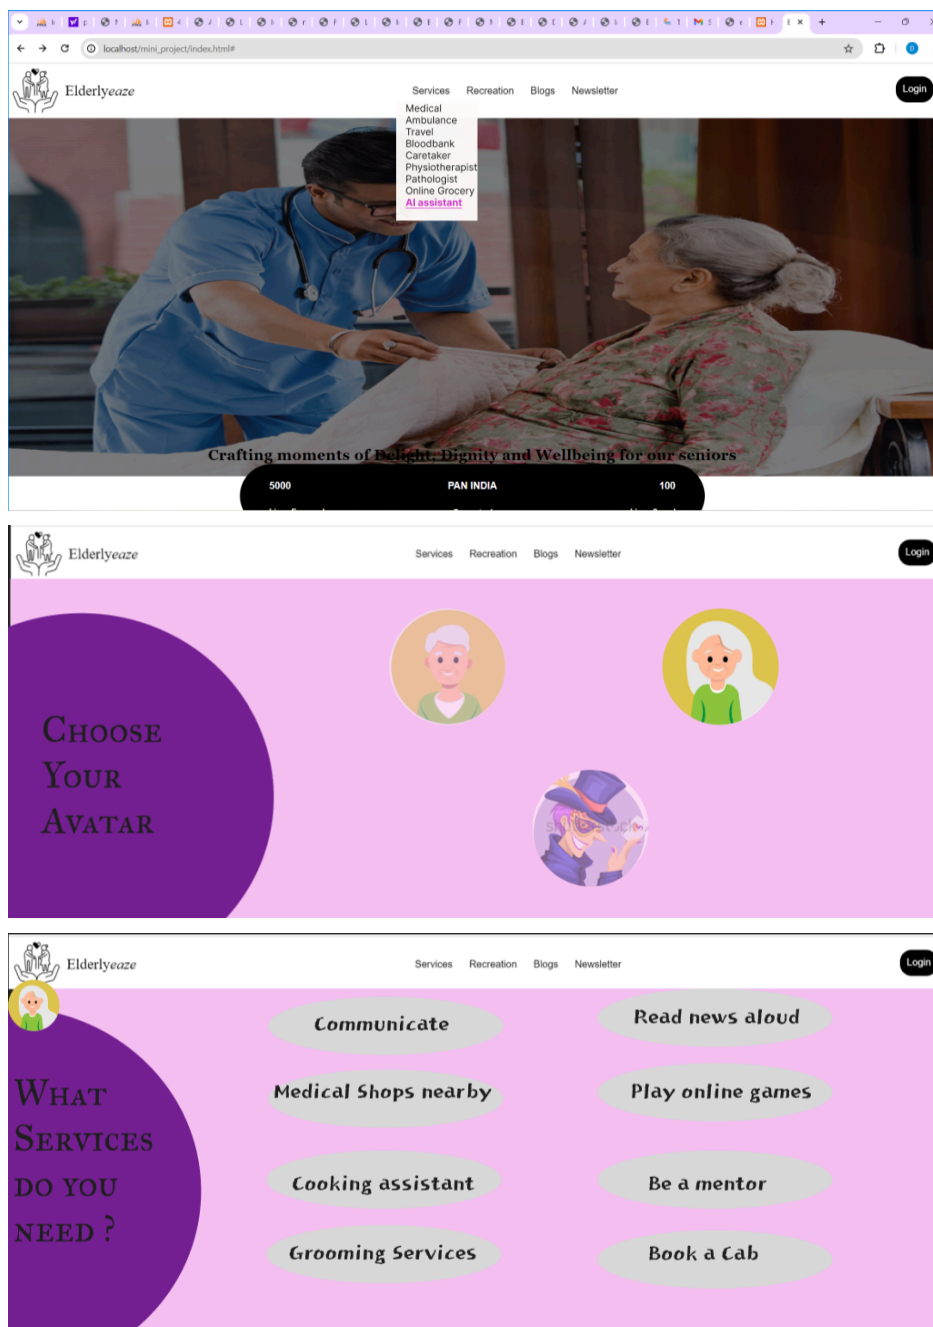 localhost/mini_project/index.html#
Elderlyeaze
Services Recreation Blogs Newsletter
Login
Medical
Ambulance
Travel
Bloodbank
Caretaker
Physiotherapist
Pathologist
Online Grocery
AI assistant
Crafting moments of Delight, Dignity and Wellbeing for our seniors
5000 PAN INDIA 100
Elderlyeaze
Services Recreation Blogs Newsletter
Login
Choose
Your
Avatar
Elderlyeaze
Services Recreation Blogs Newsletter
Login
What
Services
do you
need ?
Communicate
Read news aloud
Medical Shops nearby
Play online games
Cooking assistant
Be a mentor
Grooming Services
Book a Cab